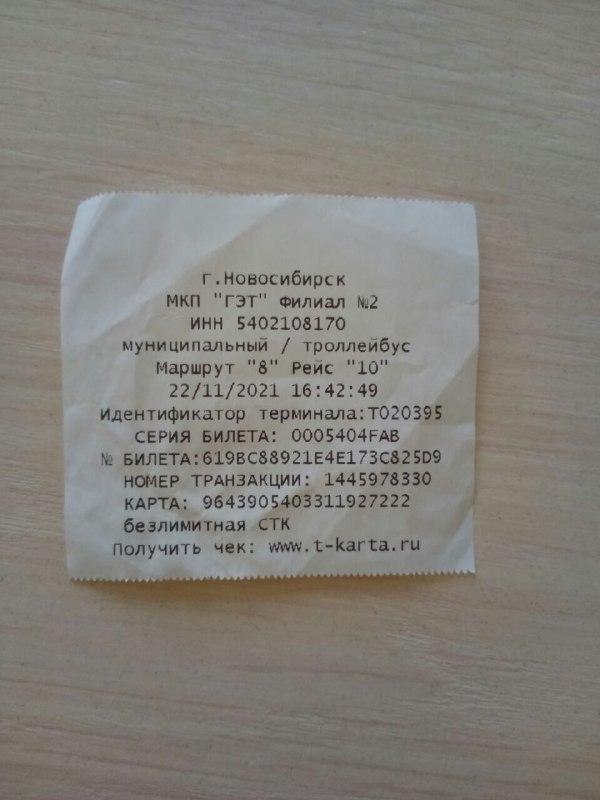 г.Новосибирск
МКП "ГЭТ" Филиал №2
ИНН 5402108170
муниципальный / троллейбус
Маршрут "8" Рейс "10"
22/11/2021 16:42:49
Идентификатор терминала:T020395
СЕРИЯ БИЛЕТА: 0005404FAB
№ БИЛЕТА:619BC88921E4E173C825D9
НОМЕР ТРАНЗАКЦИИ: 1445978330
КАРТА: 9643905403311927222
безлимитная СТК
Получить чек: www.t-karta.ru